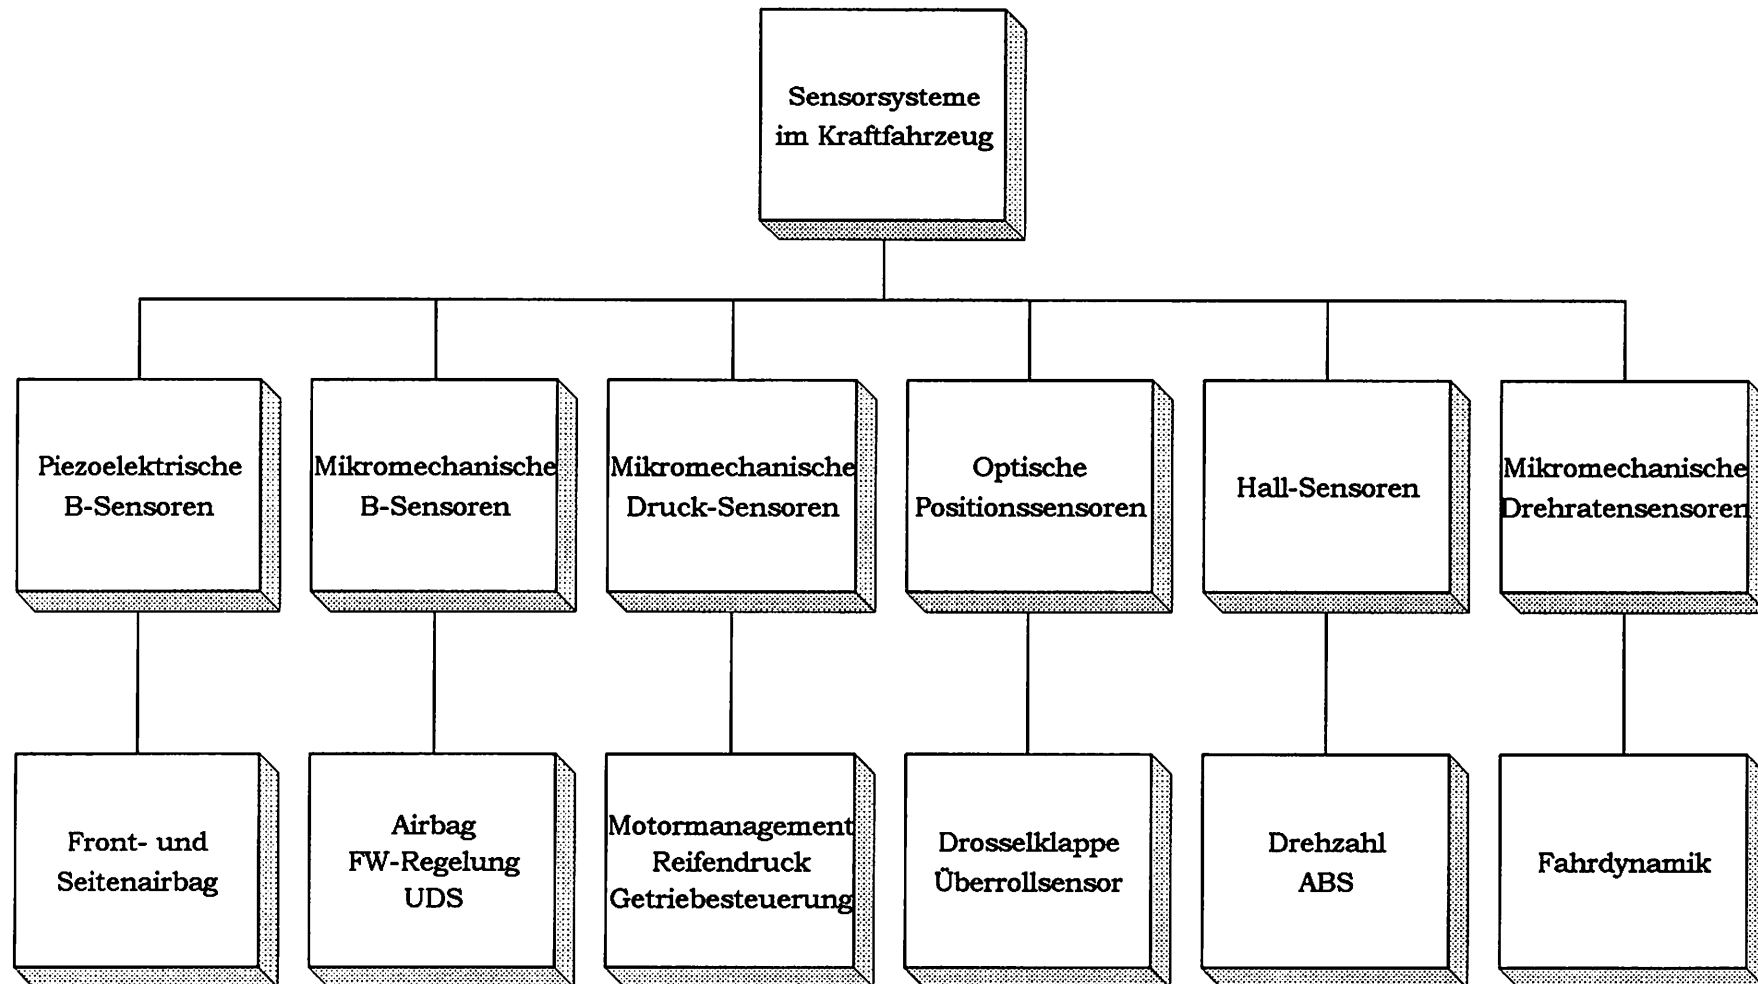 Sensorsysteme
im Kraftfahrzeug
Piezoelektrische
B-Sensoren
Mikromechanische
B-Sensoren
Mikromechanische
Druck-Sensoren
Optische
Positionssensoren
Hall-Sensoren
Mikromechanische
Drehratensensoren
Front- und
Seitenairbag
Airbag
FW-Regelung
UDS
Motormanagement
Reifendruck
Getriebesteuerung
Drosselklappe
Überrollsensor
Drehzahl
ABS
Fahrdynamik